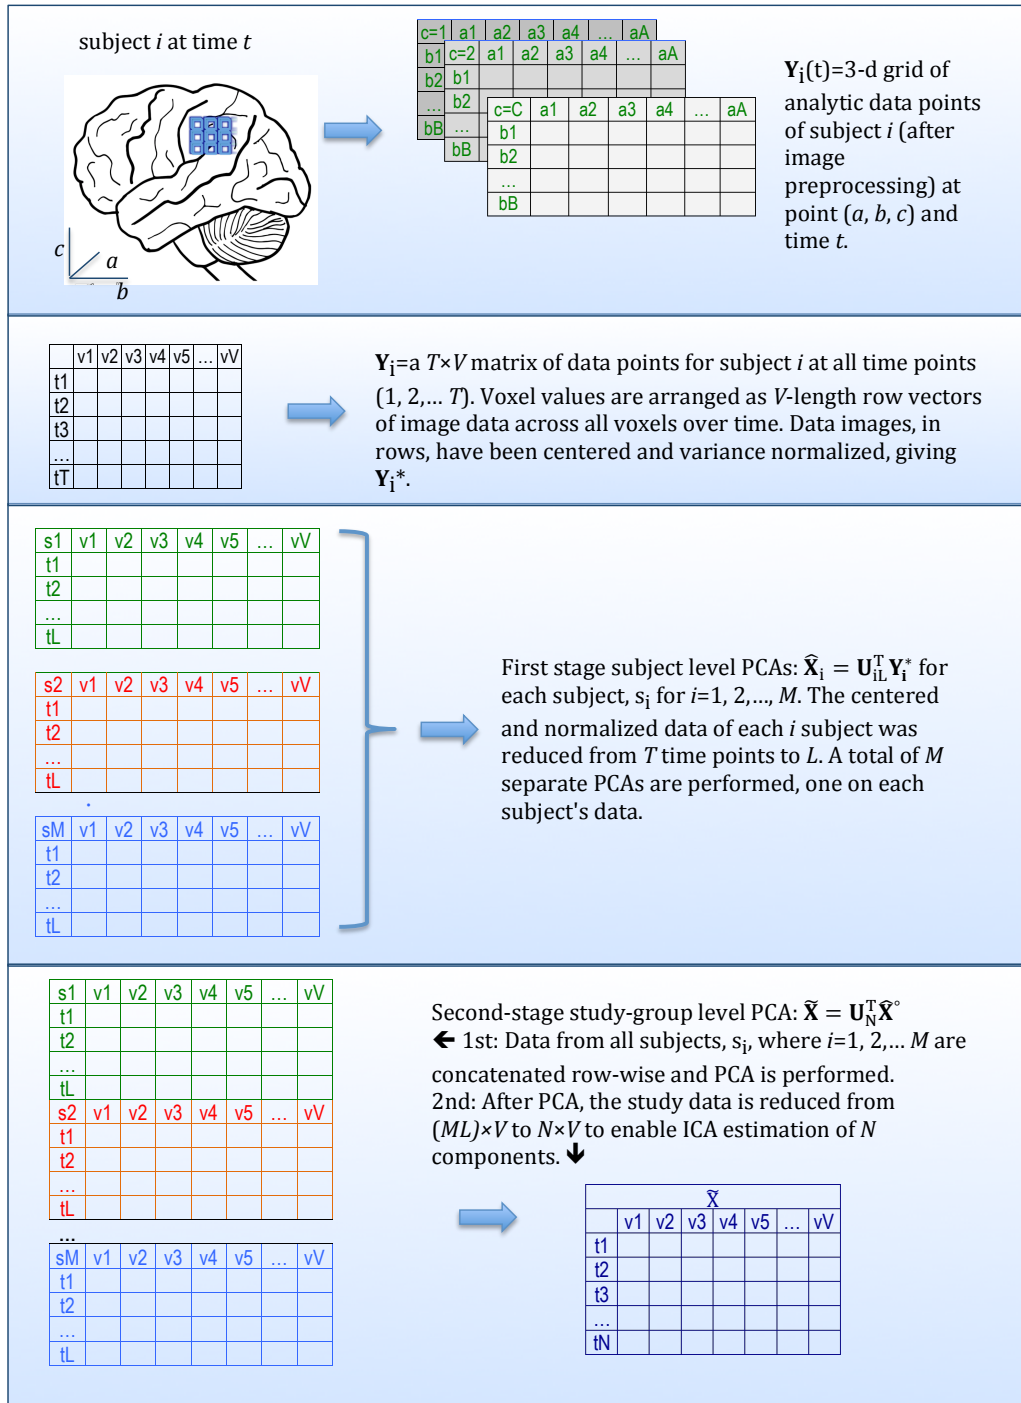 subject i at time t
c
a
b
c=1 a1 a2 a3 a4 … aA
b1
b2
…
bB
c=2 a1 a2 a3 a4 … aA
b1
b2
…
bB
c=C a1 a2 a3 a4 … aA
b1
b2
…
bB
Yi(t)=3-d grid of
analytic data points
of subject i (after
image
preprocessing) at
point (a, b, c) and
time t.
v1 v2 v3 v4 v5 … vV
t1
t2
t3
…
tT
Yi=a T×V matrix of data points for subject i at all time points
(1, 2,... T). Voxel values are arranged as V-length row vectors
of image data across all voxels over time. Data images, in
rows, have been centered and variance normalized, giving
Yi*.
s1 v1 v2 v3 v4 v5 … vV
t1
t2
…
tL
s2 v1 v2 v3 v4 v5 … vV
t1
t2
…
tL
.
sM v1 v2 v3 v4 v5 … vV
t1
t2
…
tL
First stage subject level PCAs: X̂i = UᵀiL Yi* for
each subject, si for i=1, 2,..., M. The centered
and normalized data of each i subject was
reduced from T time points to L. A total of M
separate PCAs are performed, one on each
subject's data.
s1 v1 v2 v3 v4 v5 … vV
t1
t2
…
tL
s2 v1 v2 v3 v4 v5 … vV
t1
t2
…
tL
…
sM v1 v2 v3 v4 v5 … vV
t1
t2
…
tL
Second-stage study-group level PCA: X̃ = UᵀN X̂°
🡸 1st: Data from all subjects, si, where i=1, 2,... M are
concatenated row-wise and PCA is performed.
2nd: After PCA, the study data is reduced from
(ML)×V to N×V to enable ICA estimation of N
components. 🡻
X̃
v1 v2 v3 v4 v5 … vV
t1
t2
t3
…
tN